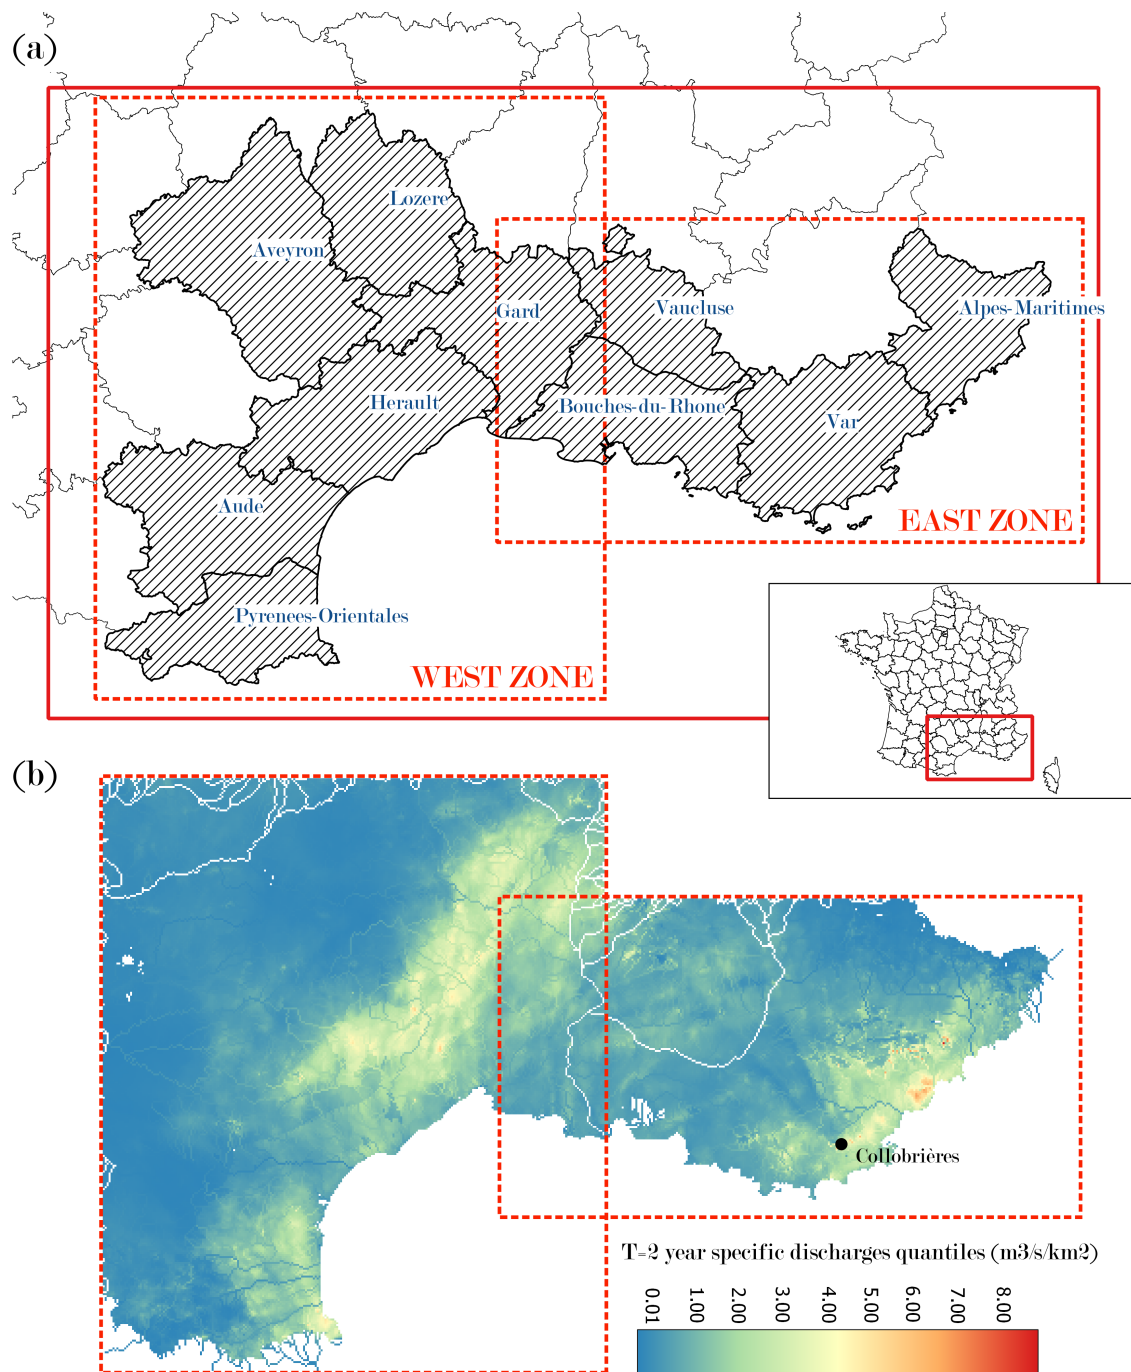 (a)
Lozere
Aveyron
Gard
Vaucluse
Alpes-Maritimes
Herault
Bouches-du-Rhone
Var
Aude
EAST ZONE
Pyrenees-Orientales
WEST ZONE
(b)
Collobrières
T=2 year specific discharges quantiles (m3/s/km2)
0.01 1.00 2.00 3.00 4.00 5.00 6.00 7.00 8.00